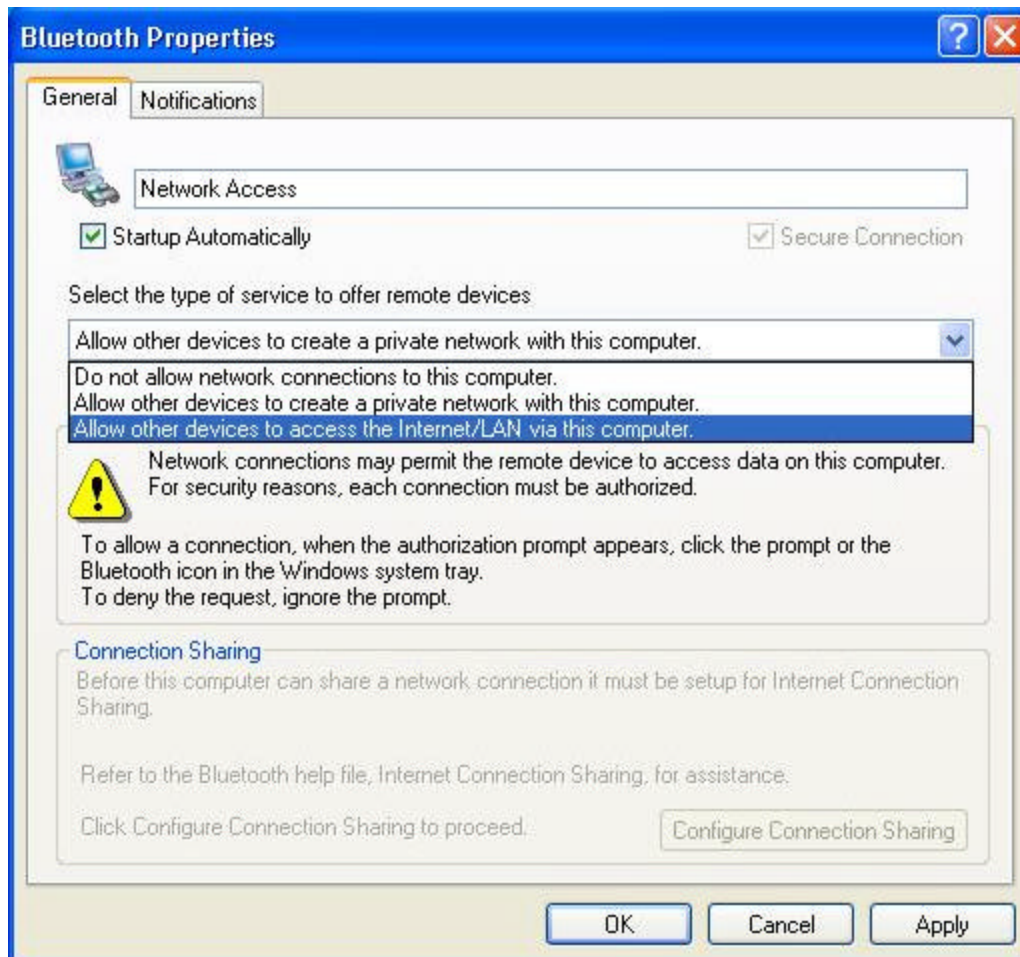 Bluetooth Properties
General Notifications
Network Access
Startup Automatically Secure Connection
Select the type of service to offer remote devices
Allow other devices to create a private network with this computer.
Do not allow network connections to this computer.
Allow other devices to create a private network with this computer.
Allow other devices to access the Internet/LAN via this computer.
Network connections may permit the remote device to access data on this computer.
For security reasons, each connection must be authorized.
To allow a connection, when the authorization prompt appears, click the prompt or the
Bluetooth icon in the Windows system tray.
To deny the request, ignore the prompt.
Connection Sharing
Before this computer can share a network connection it must be setup for Internet Connection
Sharing.
Refer to the Bluetooth help file, Internet Connection Sharing, for assistance.
Click Configure Connection Sharing to proceed. Configure Connection Sharing
OK Cancel Apply